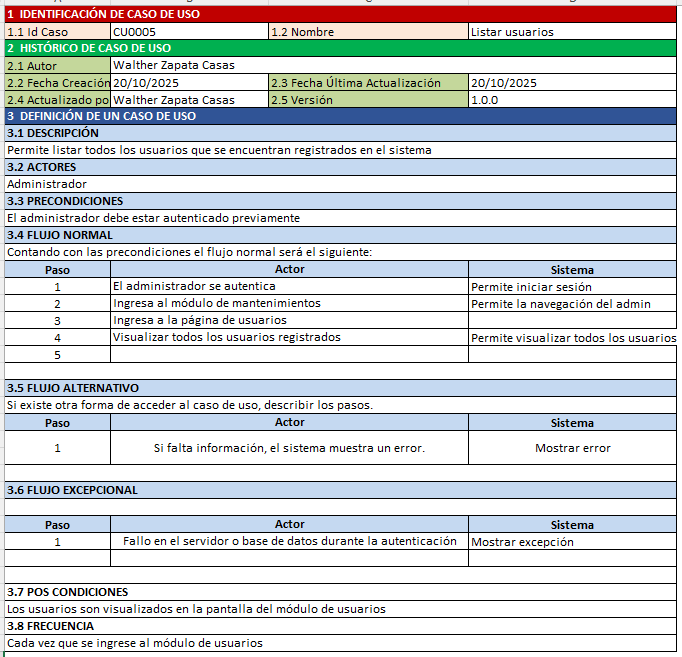 1 IDENTIFICACIÓN DE CASO DE USO
1.1 Id Caso CU0005 1.2 Nombre Listar usuarios
2 HISTÓRICO DE CASO DE USO
2.1 Autor Walther Zapata Casas
2.2 Fecha Creación 20/10/2025 2.3 Fecha Última Actualización 20/10/2025
2.4 Actualizado po Walther Zapata Casas 2.5 Versión 1.0.0
3 DEFINICIÓN DE UN CASO DE USO
3.1 DESCRIPCIÓN
Permite listar todos los usuarios que se encuentran registrados en el sistema
3.2 ACTORES
Administrador
3.3 PRECONDICIONES
El administrador debe estar autenticado previamente
3.4 FLUJO NORMAL
Contando con las precondiciones el flujo normal será el siguiente:
Paso Actor Sistema
1 El administrador se autentica Permite iniciar sesión
2 Ingresa al módulo de mantenimientos Permite la navegación del admin
3 Ingresa a la página de usuarios
4 Visualizar todos los usuarios registrados Permite visualizar todos los usuarios
5
3.5 FLUJO ALTERNATIVO
Si existe otra forma de acceder al caso de uso, describir los pasos.
Paso Actor Sistema
1 Si falta información, el sistema muestra un error. Mostrar error
3.6 FLUJO EXCEPCIONAL
Paso Actor Sistema
1 Fallo en el servidor o base de datos durante la autenticación Mostrar excepción
3.7 POS CONDICIONES
Los usuarios son visualizados en la pantalla del módulo de usuarios
3.8 FRECUENCIA
Cada vez que se ingrese al módulo de usuarios